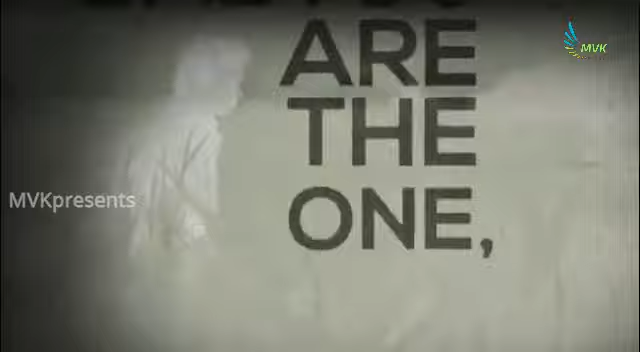 ARE
THE
ONE,
MVK
MVKpresents